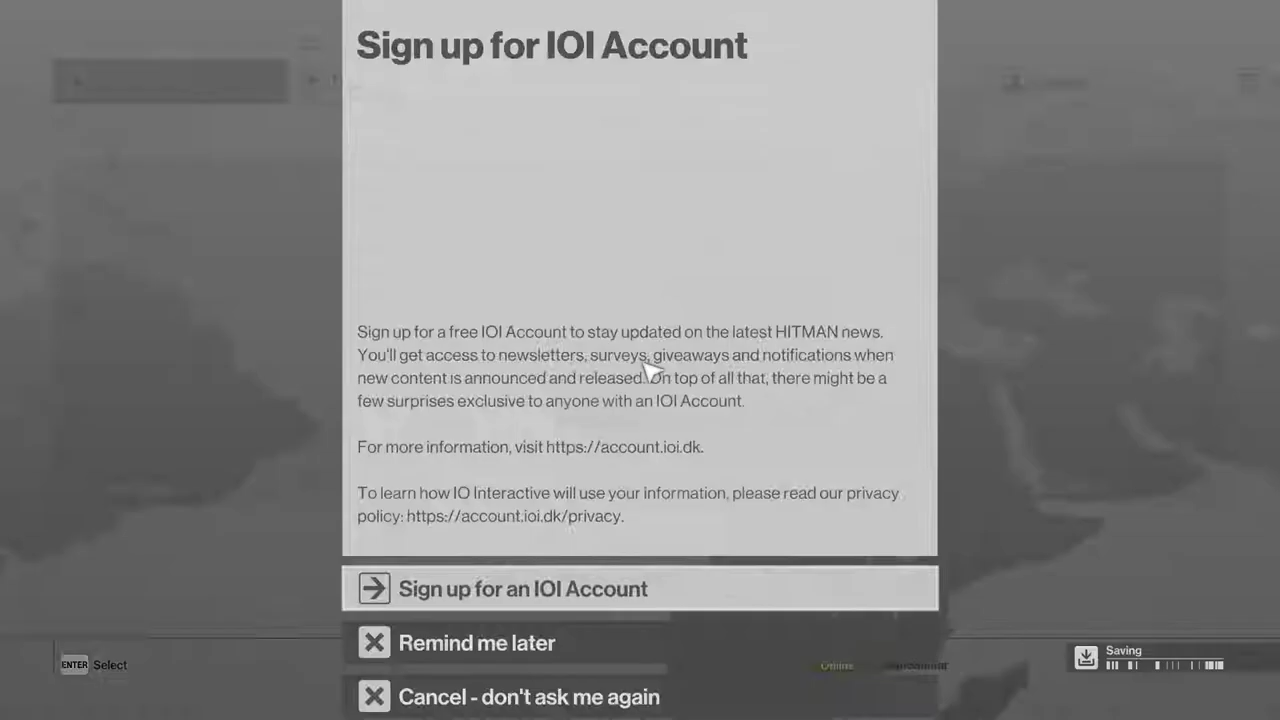 Sign up for IOI Account
Sign up for a free IOI Account to stay updated on the latest HITMAN news.
You'll get access to newsletters, surveys, giveaways and notifications when
new content is announced and released. On top of all that, there might be a
few surprises exclusive to anyone with an IOI Account.
For more information, visit https://account.ioi.dk.
To learn how IO Interactive will use your information, please read our privacy
policy: https://account.ioi.dk/privacy.
Sign up for an IOI Account
Remind me later
Cancel - don't ask me again
ENTER Select
Online
Saving